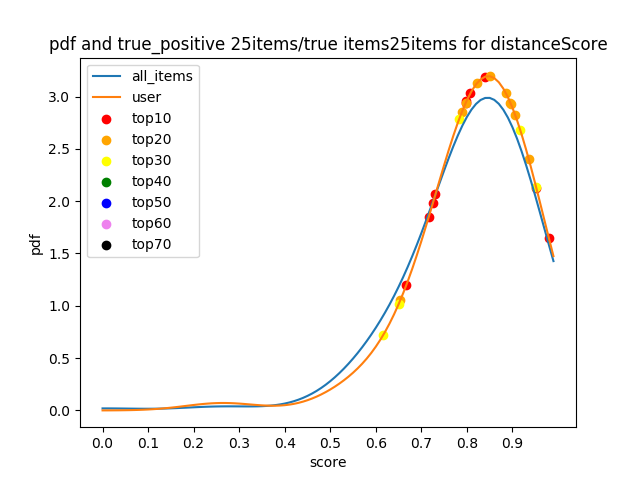 pdf and true_positive 25items/true items25items for distanceScore
all_items
user
top10
top20
top30
top40
top50
top60
top70
3.0
2.5
2.0
1.5
1.0
0.5
0.0
pdf
0.0 0.1 0.2 0.3 0.4 0.5 0.6 0.7 0.8 0.9
score